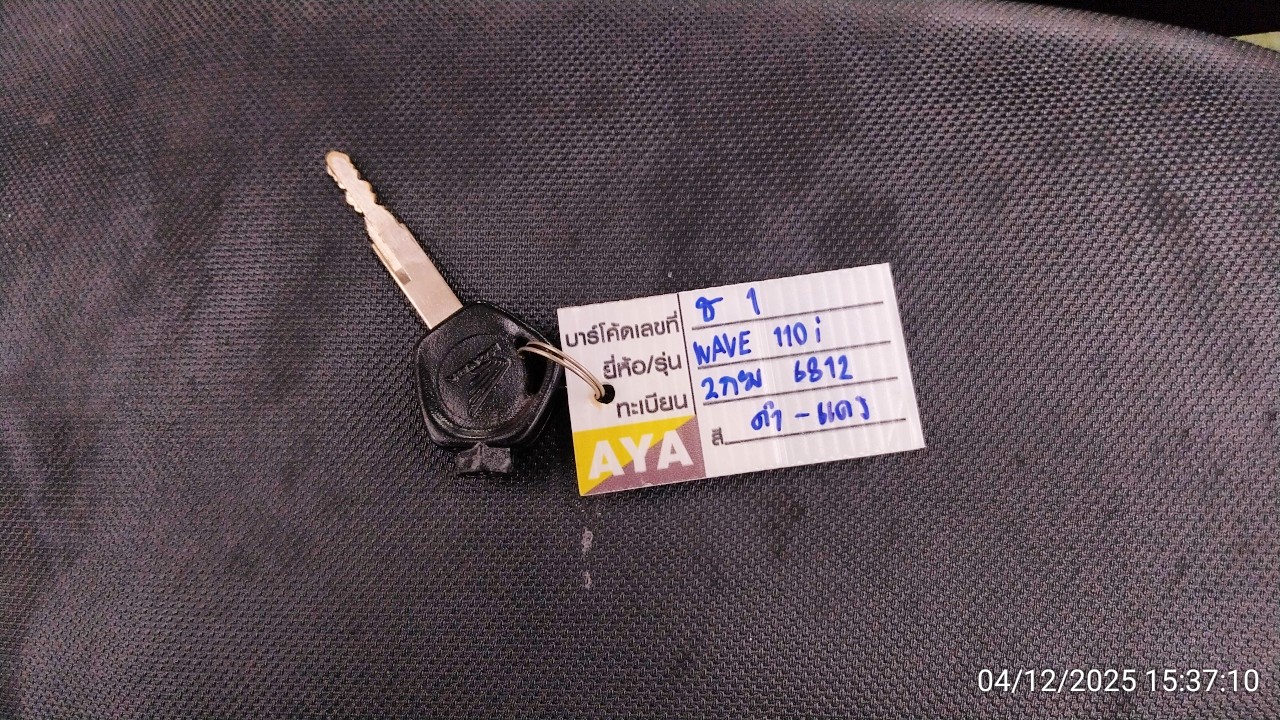 บาร์โค้ดเลขที่ ช 1
ยี่ห้อ/รุ่น WAVE 110 i
ทะเบียน 2กษ 6812
สี ดำ - แดง
AYA
04/12/2025 15:37:10